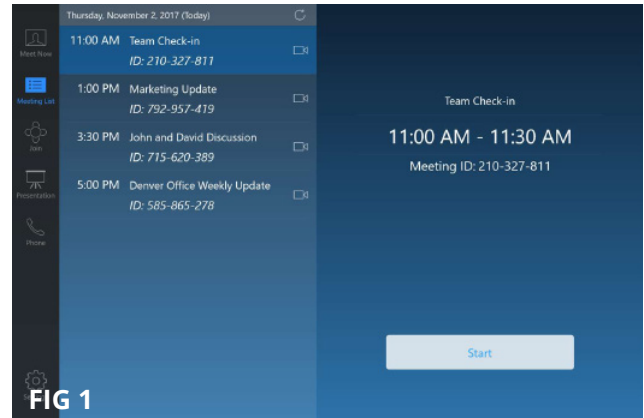 Thursday, November 2, 2017 (Today)
Meet Now
Meeting List
Join
Presentation
Phone
11:00 AM Team Check-in
ID: 210-327-811
1:00 PM Marketing Update
ID: 792-957-419
3:30 PM John and David Discussion
ID: 715-620-389
5:00 PM Denver Office Weekly Update
ID: 585-865-278
Team Check-in
11:00 AM - 11:30 AM
Meeting ID: 210-327-811
Start
FIG 1